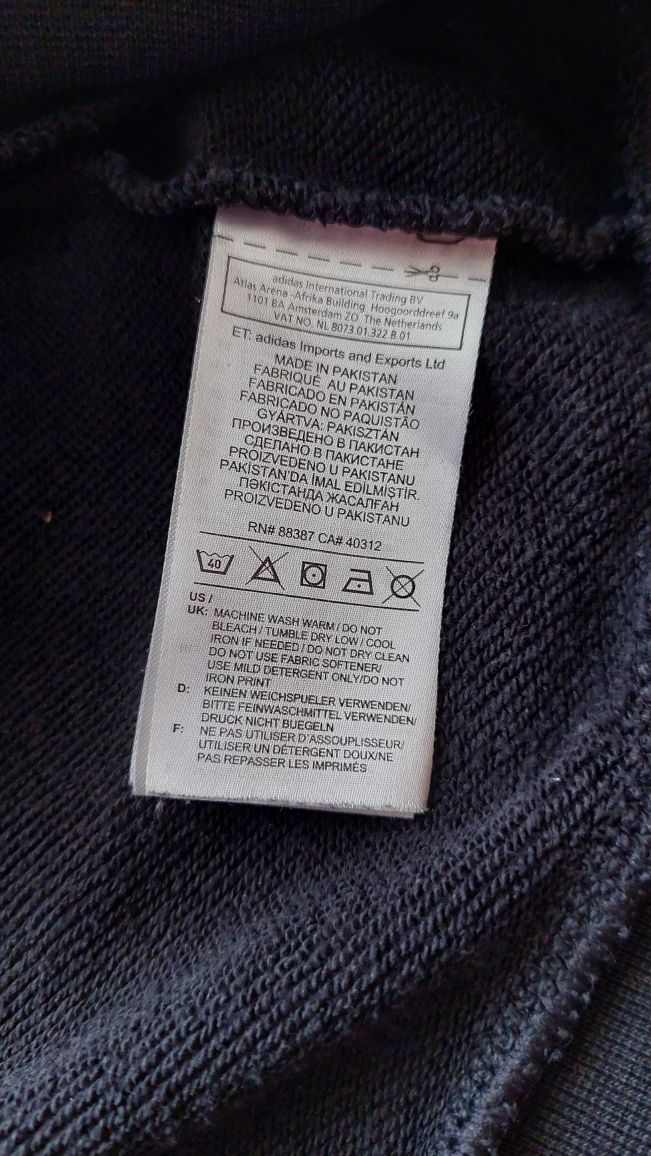 adidas International Trading BV
Atlas Arena -Afrika Building Hoogoorddreef 9a
1101 BA Amsterdam ZO The Netherlands
VAT NO. NL 8073.01.322.B.01
ET: adidas Imports and Exports Ltd
MADE IN PAKISTAN
FABRIQUÉ AU PAKISTAN
FABRICADO EN PAKISTÁN
FABRICADO NO PAQUISTÃO
GYÁRTVA: PAKISZTÁN
ПРОИЗВЕДЕНО В ПАКИСТАН
СДЕЛАНО В ПАКИСТАНЕ
PROIZVEDENO U PAKISTANU
PAKİSTAN'DA İMAL EDİLMİŞTİR.
ПӘКІСТАНДА ЖАСАЛҒАН
PROIZVEDENO U PAKISTANU
RN# 88387 CA# 40312
40
US /
UK: MACHINE WASH WARM / DO NOT
BLEACH / TUMBLE DRY LOW / COOL
IRON IF NEEDED / DO NOT DRY CLEAN
DO NOT USE FABRIC SOFTENER/
USE MILD DETERGENT ONLY/DO NOT
IRON PRINT
D: KEINEN WEICHSPUELER VERWENDEN/
BITTE FEINWASCHMITTEL VERWENDEN/
DRUCK NICHT BUEGELN
F: NE PAS UTILISER D'ASSOUPLISSEUR/
UTILISER UN DÉTERGENT DOUX/NE
PAS REPASSER LES IMPRIMÉS